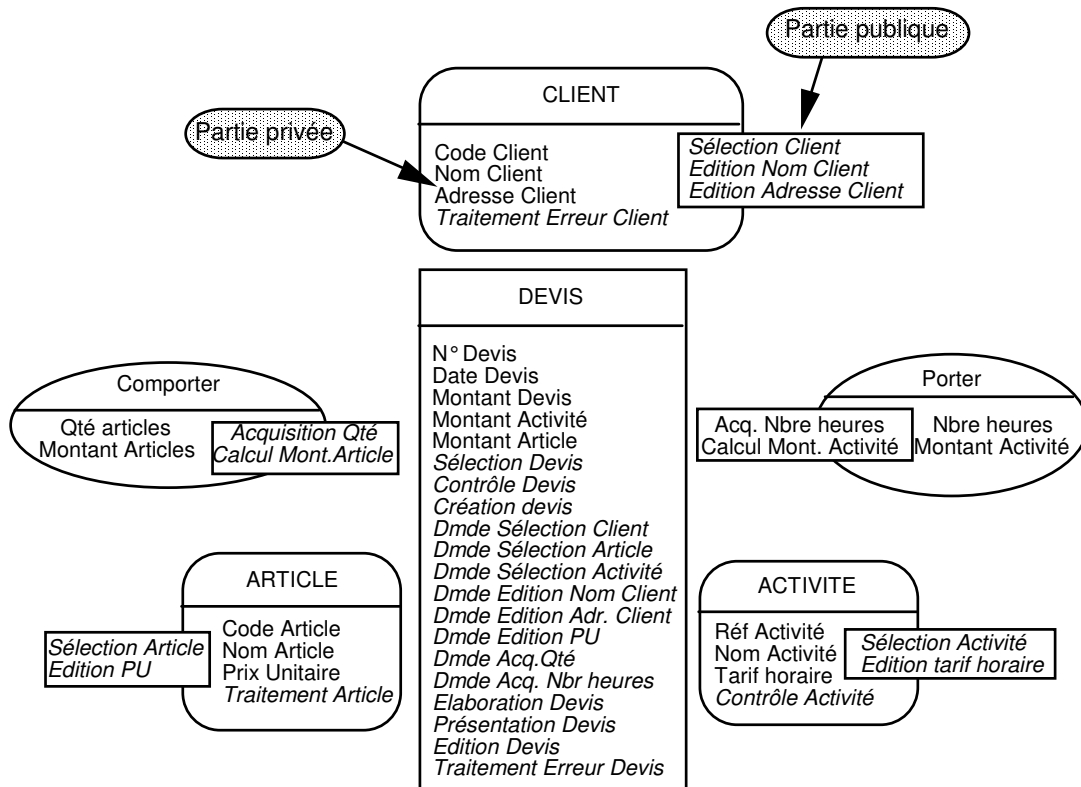 Partie publique
CLIENT
Partie privée
Code Client
Nom Client
Adresse Client
Traitement Erreur Client
Sélection Client
Edition Nom Client
Edition Adresse Client
DEVIS
N° Devis
Date Devis
Montant Devis
Montant Activité
Montant Article
Sélection Devis
Contrôle Devis
Création devis
Dmde Sélection Client
Dmde Sélection Article
Dmde Sélection Activité
Dmde Edition Nom Client
Dmde Edition Adr. Client
Dmde Edition PU
Dmde Acq.Qté
Dmde Acq. Nbr heures
Elaboration Devis
Présentation Devis
Edition Devis
Traitement Erreur Devis
Comporter
Qté articles
Montant Articles
Acquisition Qté
Calcul Mont.Article
Porter
Acq. Nbre heures
Calcul Mont. Activité
Nbre heures
Montant Activité
ARTICLE
Sélection Article
Edition PU
Code Article
Nom Article
Prix Unitaire
Traitement Article
ACTIVITE
Réf Activité
Nom Activité
Tarif horaire
Contrôle Activité
Sélection Activité
Edition tarif horaire